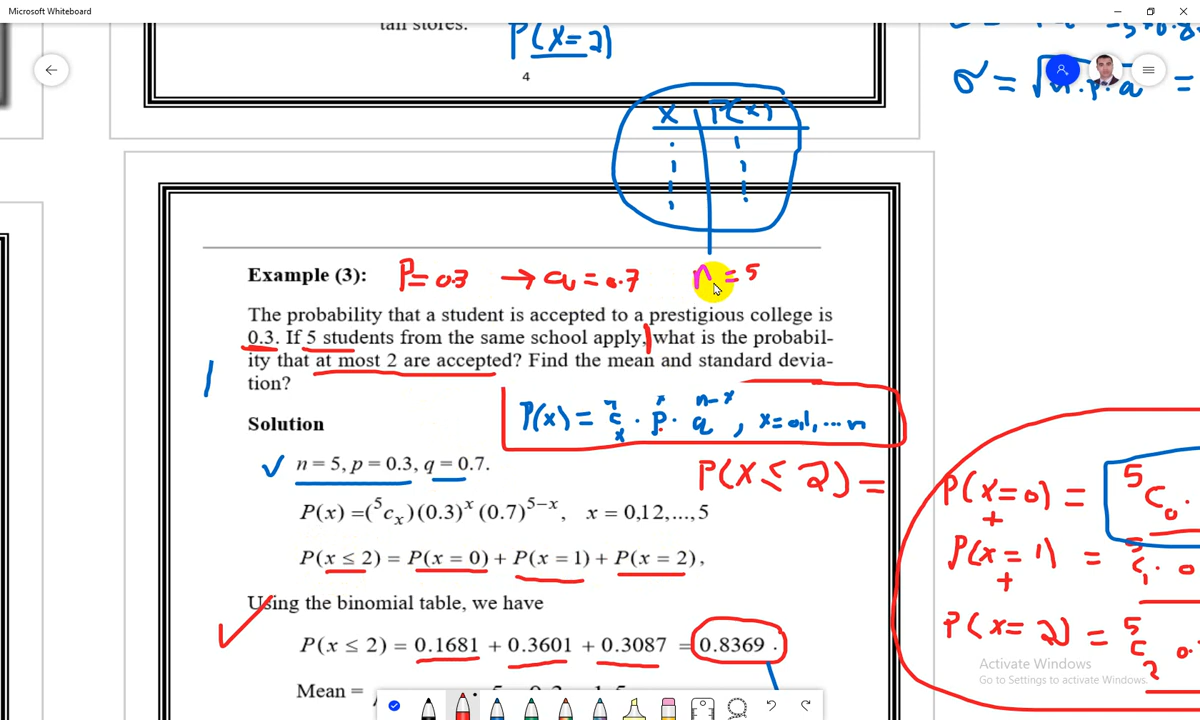 Microsoft Whiteboard
tall stores.
P(x=2)
4
σ = √n.p.q =
x P(x)
Example (3): P=0.3 → q=0.7 n=5
The probability that a student is accepted to a prestigious college is
0.3. If 5 students from the same school apply, what is the probabil-
ity that at most 2 are accepted? Find the mean and standard devia-
tion?
Solution
P(x) = ⁿCₓ . pˣ . qⁿ⁻ˣ , x=0,1,...n
n = 5, p = 0.3, q = 0.7.
P(x≤2) =
P(x) =(⁵cₓ)(0.3)ˣ (0.7)⁵⁻ˣ, x = 0,12,...,5
P(x=0) = ⁵C₀ .
+
P(x ≤ 2) = P(x = 0) + P(x = 1) + P(x = 2),
P(x=1) = ⁵C₁ . 0
+
Using the binomial table, we have
P(x=2) = ⁵C₂ 0.
P(x ≤ 2) = 0.1681 + 0.3601 + 0.3087 = 0.8369 .
Activate Windows
Go to Settings to activate Windows.
Mean =